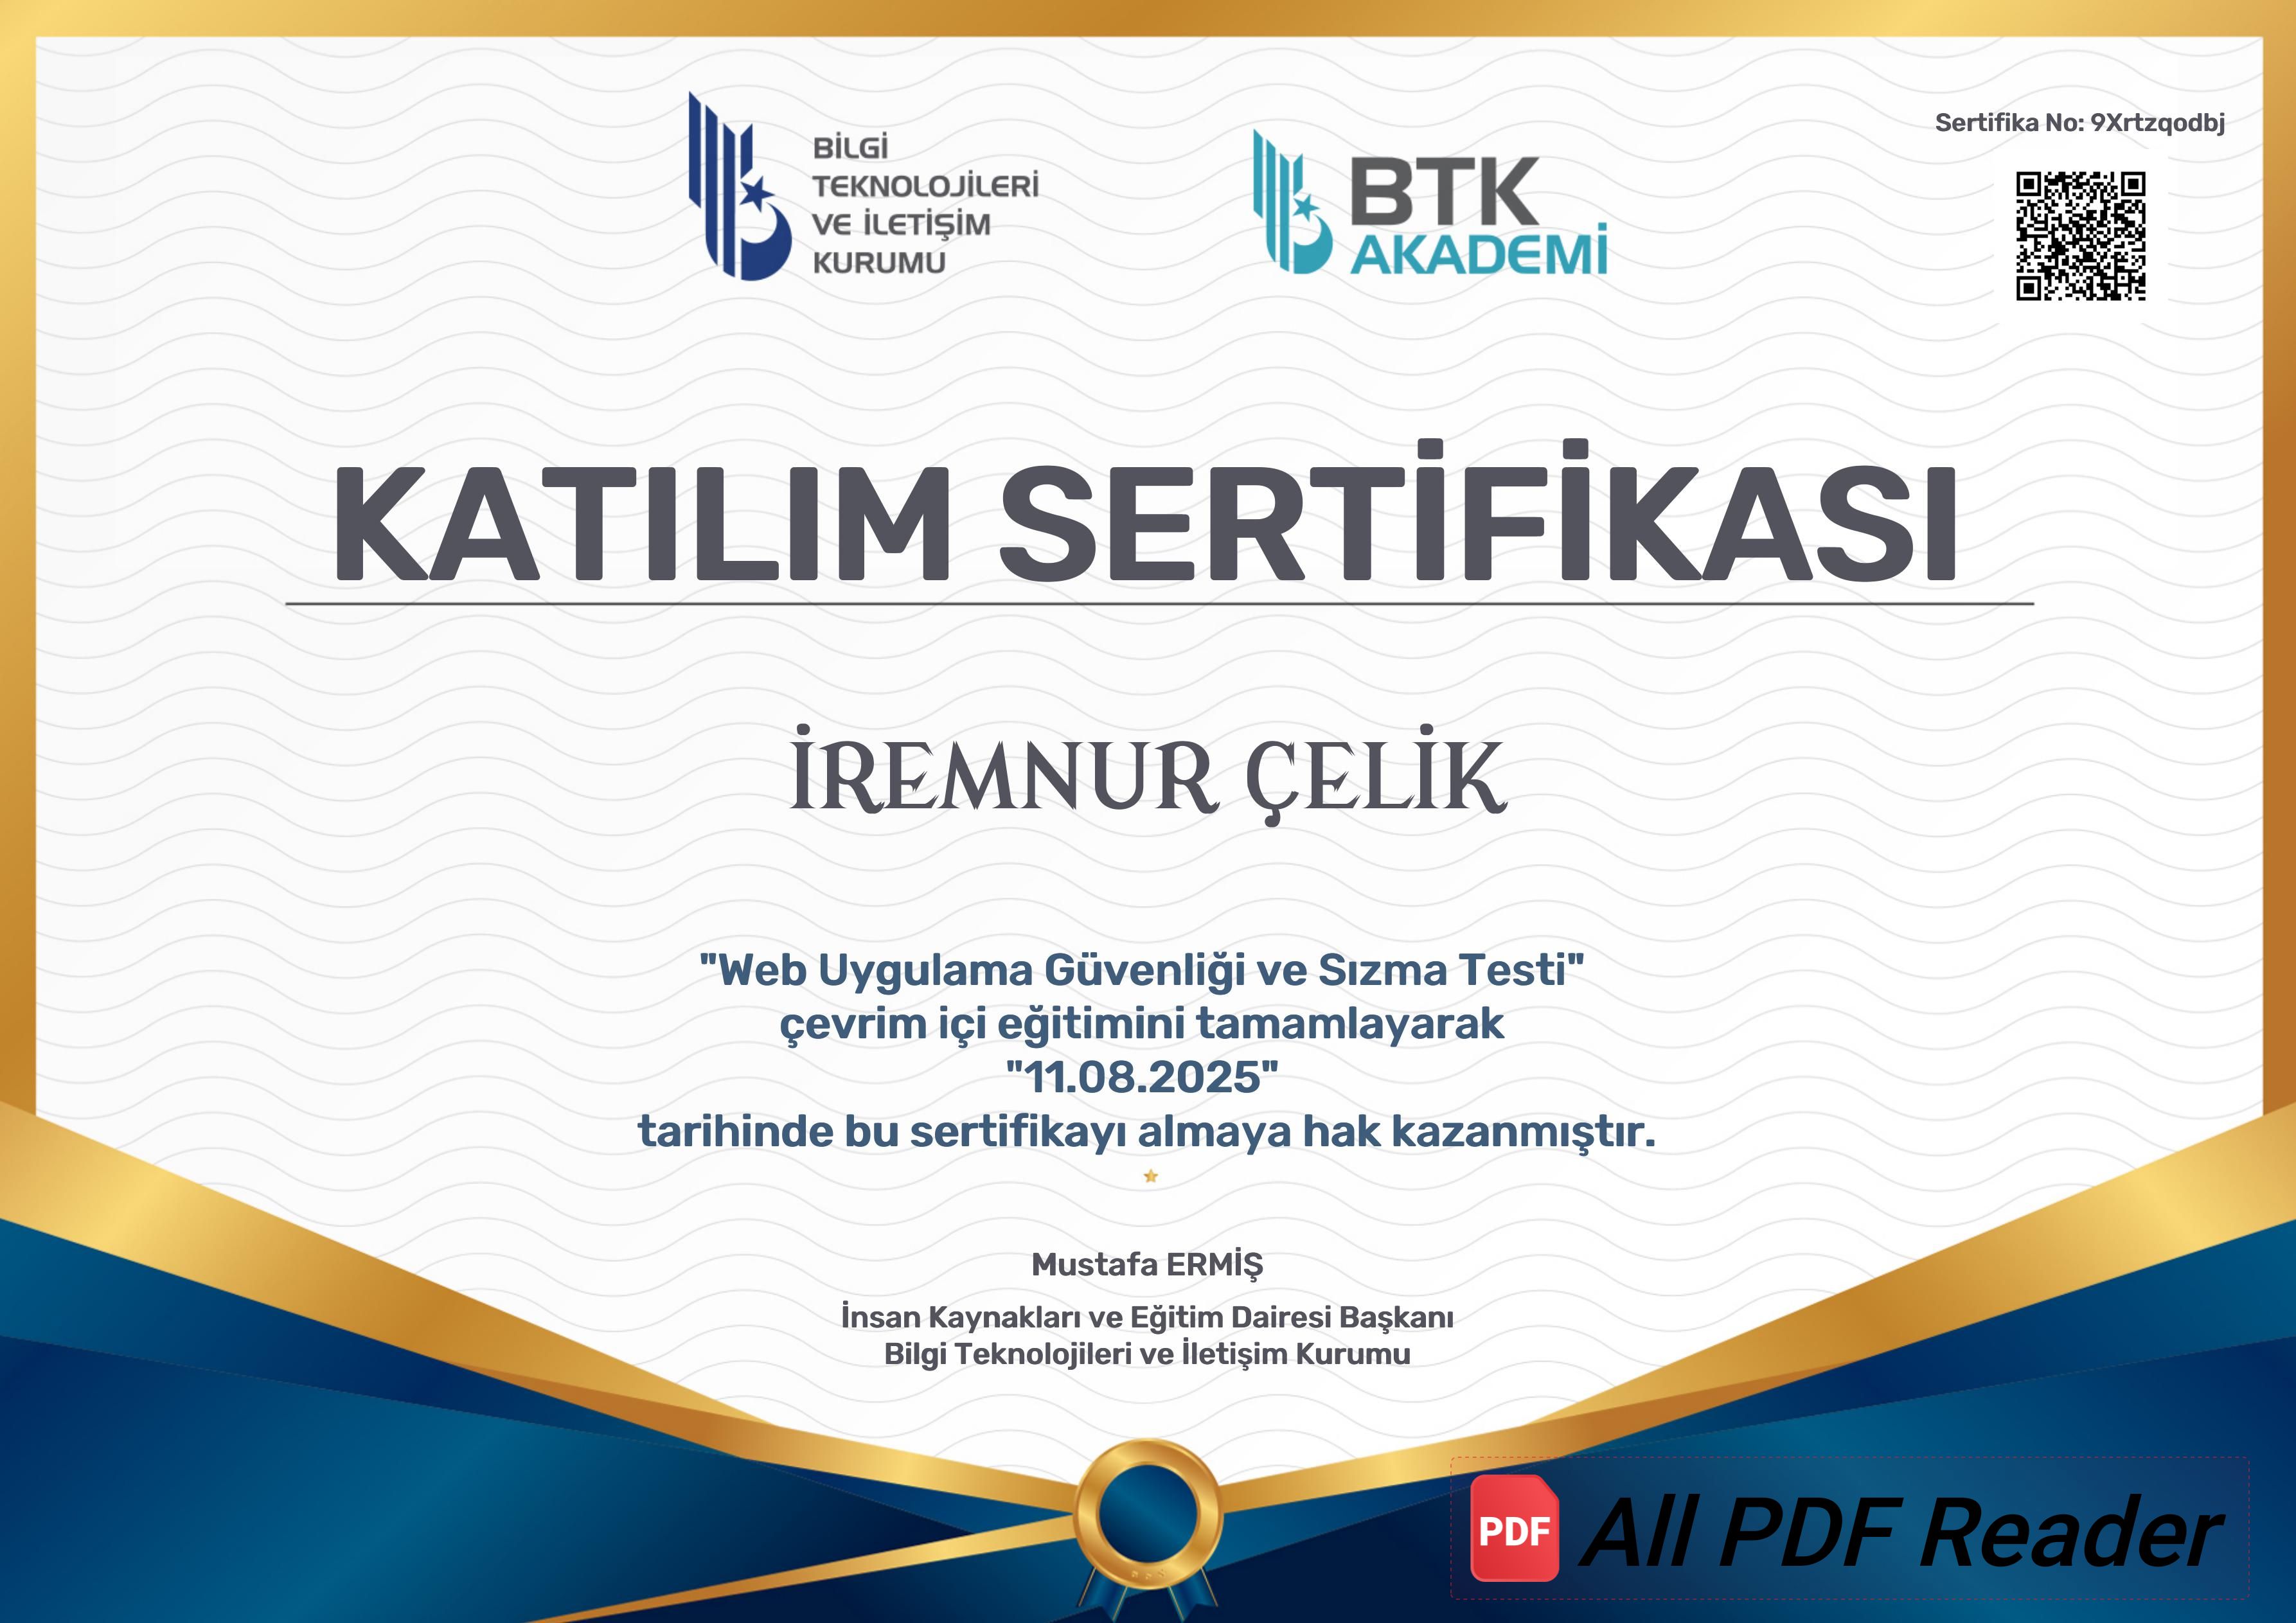 BİLGİ
TEKNOLOJİLERİ
VE İLETİŞİM
KURUMU
BTK
AKADEMİ
Sertifika No: 9Xrtzqodbj
KATILIM SERTİFİKASI
İREMNUR ÇELİK
"Web Uygulama Güvenliği ve Sızma Testi"
çevrim içi eğitimini tamamlayarak
"11.08.2025"
tarihinde bu sertifikayı almaya hak kazanmıştır.
Mustafa ERMİŞ
İnsan Kaynakları ve Eğitim Dairesi Başkanı
Bilgi Teknolojileri ve İletişim Kurumu
PDF All PDF Reader